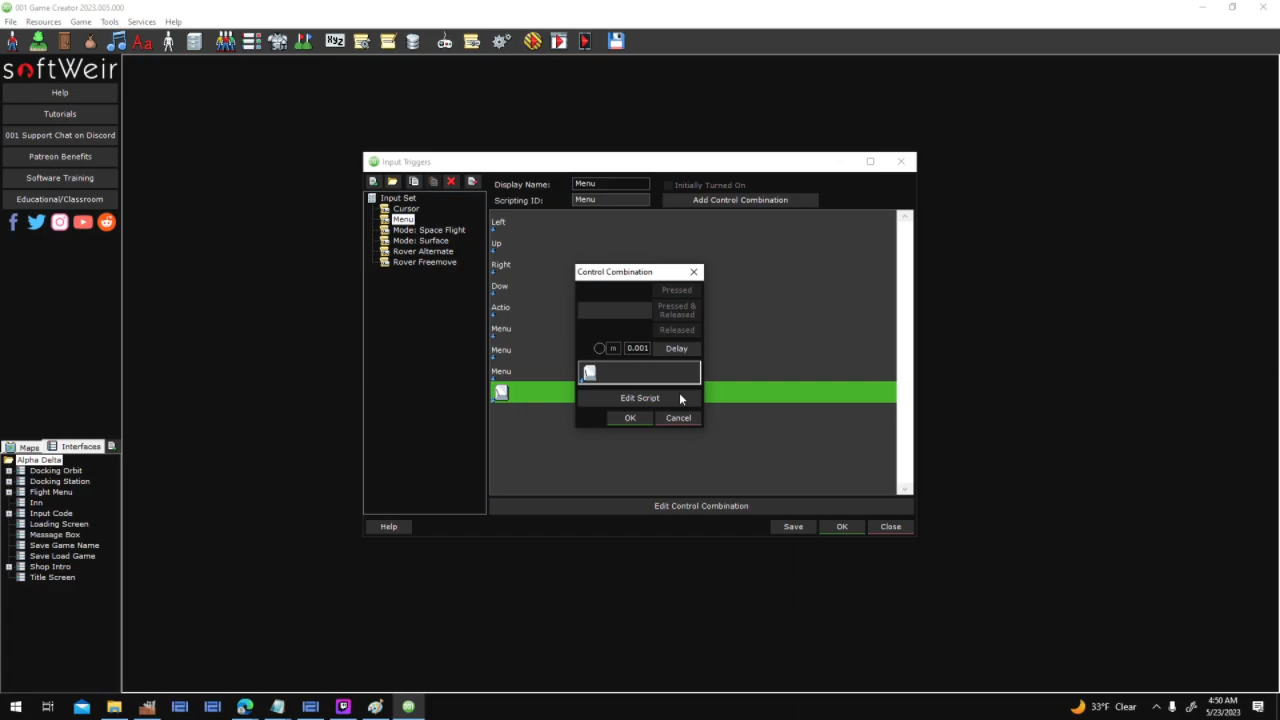 001 Game Creator 2023.005.000
File Resources Game Tools Services Help
Aa
xyz
softWeir
Help
Tutorials
001 Support Chat on Discord
Patreon Benefits
Software Training
Educational/Classroom
Input Triggers
Display Name: Menu Initially Turned On
Scripting ID: Menu Add Control Combination
Input Set
Cursor
Menu
Mode: Space Flight
Mode: Surface
Rover Alternate
Rover Freemove
Left
Up
Right
Dow
Actio
Menu
Menu
Menu
Control Combination
Pressed
Pressed &
Released
Released
m 0.001 Delay
Edit Script
OK Cancel
Edit Control Combination
Help Save OK Close
Maps Interfaces
Alpha Delta
Docking Orbit
Docking Station
Flight Menu
Inn
Input Code
Loading Screen
Message Box
Save Game Name
Save Load Game
Shop Intro
Title Screen
33°F Clear
4:50 AM
5/23/2023